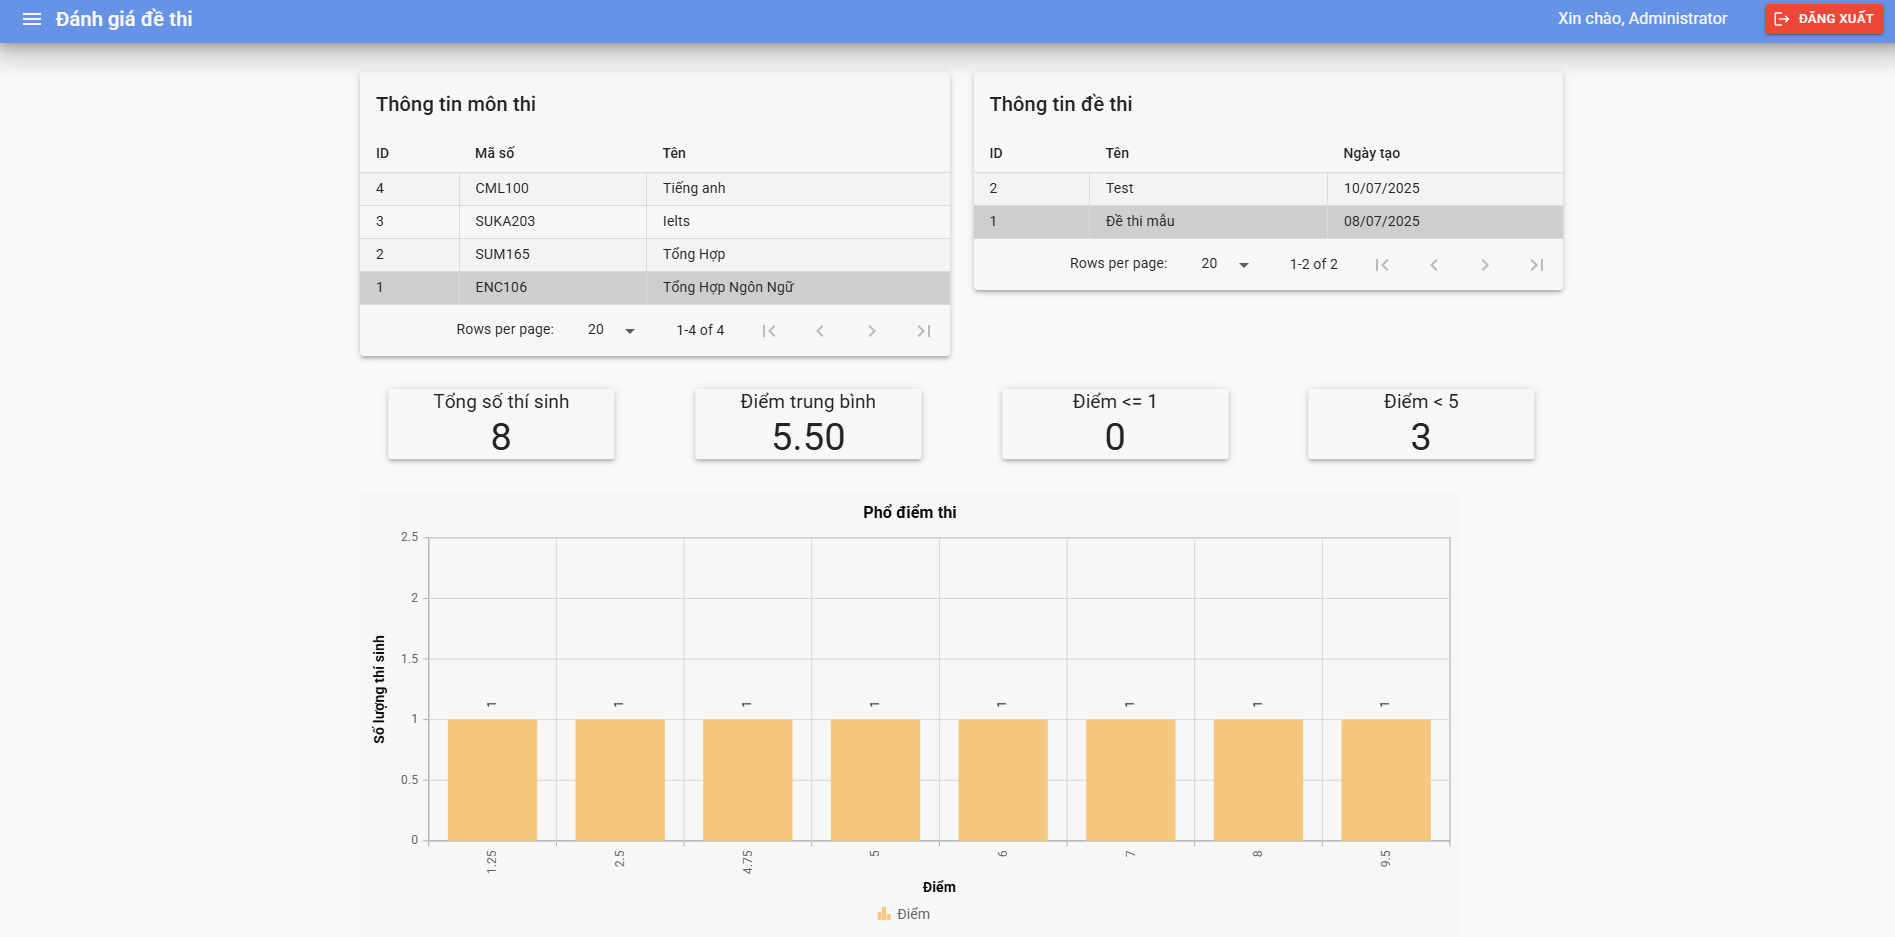 Đánh giá đề thi
Xin chào, Administrator
ĐĂNG XUẤT
Thông tin môn thi
ID Mã số Tên
4 CML100 Tiếng anh
3 SUKA203 Ielts
2 SUM165 Tổng Hợp
1 ENC106 Tổng Hợp Ngôn Ngữ
Rows per page: 20 1-4 of 4
Thông tin đề thi
ID Tên Ngày tạo
2 Test 10/07/2025
1 Đề thi mẫu 08/07/2025
Rows per page: 20 1-2 of 2
Tổng số thí sinh
8
Điểm trung bình
5.50
Điểm <= 1
0
Điểm < 5
3
Phổ điểm thi
Số lượng thí sinh
2.5
2
1.5
1
0.5
0
1 1 1 1 1 1 1 1
1.25 2.5 4.75 5 6 7 8 9.5
Điểm
Điểm